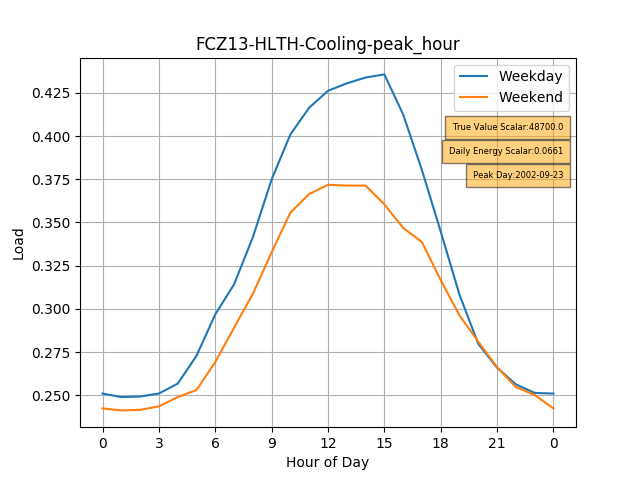 FCZ13-HLTH-Cooling-peak_hour
Weekday
Weekend
True Value Scalar:48700.0
Daily Energy Scalar:0.0661
Peak Day:2002-09-23
Load
0.425
0.400
0.375
0.350
0.325
0.300
0.275
0.250
0 3 6 9 12 15 18 21 0
Hour of Day